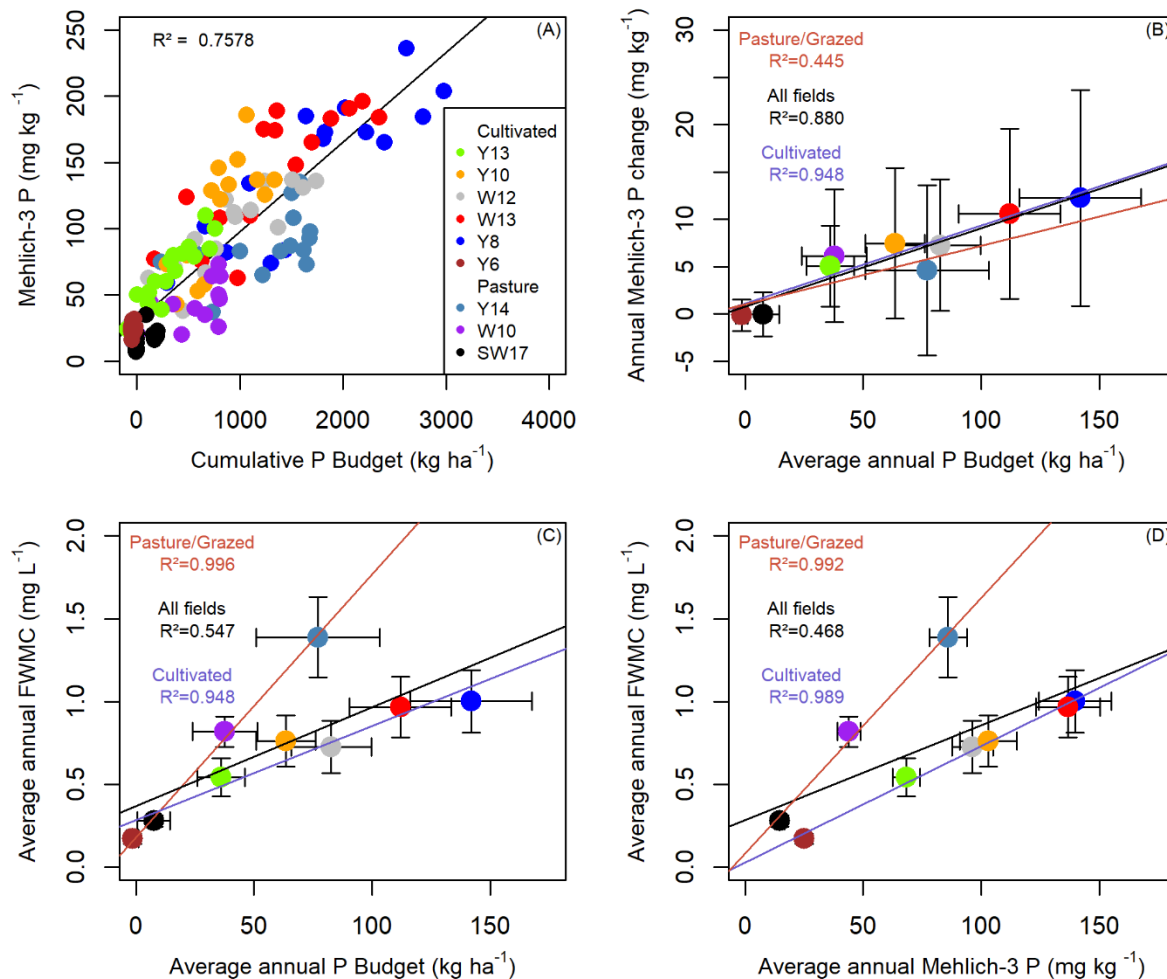 (A)
R² = 0.7578
Mehlich-3 P (mg kg⁻¹)
250
200
150
100
50
0
0 1000 2000 3000 4000
Cumulative P Budget (kg ha⁻¹)
Cultivated
Y13
Y10
W12
W13
Y8
Y6
Pasture
Y14
W10
SW17
(B)
Pasture/Grazed
R²=0.445
All fields
R²=0.880
Cultivated
R²=0.948
Annual Mehlich-3 P change (mg kg⁻¹)
30
20
10
5
0
-5
0 50 100 150
Average annual P Budget (kg ha⁻¹)
(C)
Pasture/Grazed
R²=0.996
All fields
R²=0.547
Cultivated
R²=0.948
Average annual FWMC (mg L⁻¹)
2.0
1.5
1.0
0.5
0.0
0 50 100 150
Average annual P Budget (kg ha⁻¹)
(D)
Pasture/Grazed
R²=0.992
All fields
R²=0.468
Cultivated
R²=0.989
Average annual FWMC (mg L⁻¹)
2.0
1.5
1.0
0.5
0.0
0 50 100 150
Average annual Mehlich-3 P (mg kg⁻¹)